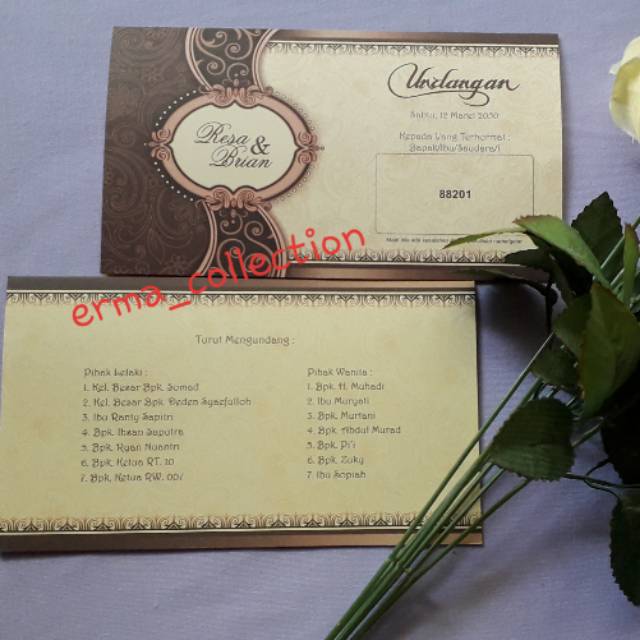 Undangan
Sabtu, 12 Maret 2030
Kepada Yang Terhormat :
Bapak/Ibu/Saudara/i
Resa &
Brian
88201
erma_collection
Turut Mengundang :
Pihak Lelaki :
1. Kel. Besar Bpk. Somad
2. Kel. Besar Bpk. Deden Syaefulloh
3. Ibu Ranty Sapitri
4. Bpk. Ihsan Saputra
5. Bpk. Ryan Nuantri
6. Bpk. Ketua RT. 10
7. Bpk. Ketua RW. 007
Pihak Wanita :
1. Bpk. H. Muhadi
2. Ibu Muryati
3. Bpk. Murtani
4. Bpk. Abdul Murad
5. Bpk. Pi'i
6. Bpk. Zuky
7. Ibu Sopiah